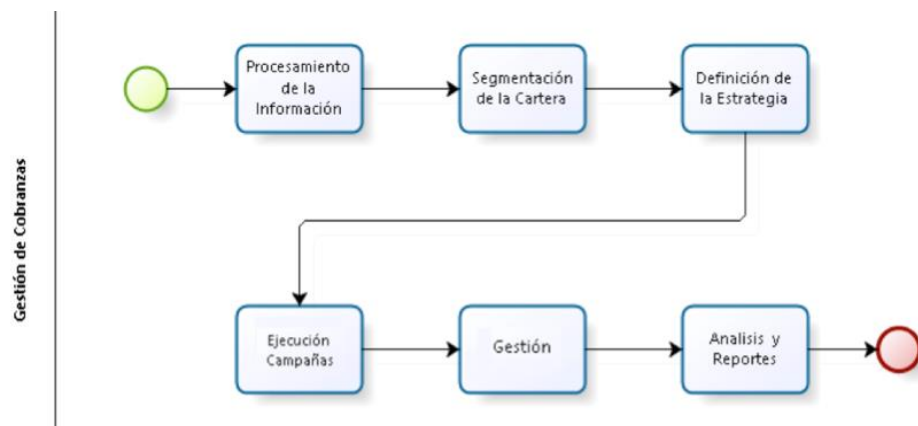 Gestión de Cobranzas
Procesamiento
de la
Información
Segmentación
de la Cartera
Definición de
la Estrategia
Ejecución
Campañas
Gestión
Analisis y
Reportes